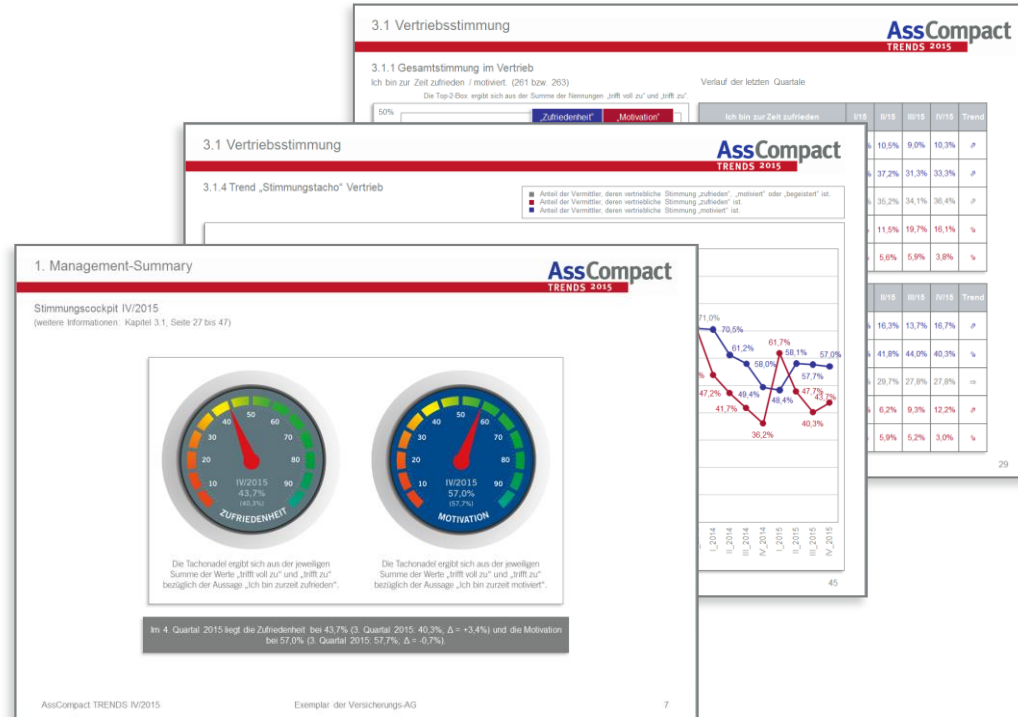 3.1 Vertriebsstimmung
AssCompact
TRENDS 2015
3.1.1 Gesamtstimmung im Vertrieb
Ich bin zur Zeit zufrieden / motiviert. (261 bzw. 263)
Verlauf der letzten Quartale
Die Top-2-Box ergibt sich aus der Summe der Nennungen „trifft voll zu“ und „trifft zu“.
50%
„Zufriedenheit“ „Motivation“
Ich bin zur Zeit zufrieden I/15 II/15 III/15 IV/15 Trend
10,5% 9,0% 10,3% ⇗
37,2% 31,3% 33,3% ⇗
35,2% 34,1% 36,4% ⇗
11,5% 19,7% 16,1% ⇘
5,6% 5,9% 3,8% ⇘
II/15 III/15 IV/15 Trend
16,3% 13,7% 16,7% ⇗
41,8% 44,0% 40,3% ⇘
29,7% 27,8% 27,8% ⇒
6,2% 9,3% 12,2% ⇗
5,9% 5,2% 3,0% ⇘
29
3.1 Vertriebsstimmung
AssCompact
TRENDS 2015
3.1.4 Trend „Stimmungstacho“ Vertrieb
Anteil der Vermittler, deren vertriebliche Stimmung „zufrieden“, „motiviert“ oder „begeistert“ ist.
Anteil der Vermittler, deren vertriebliche Stimmung „zufrieden“ ist.
Anteil der Vermittler, deren vertriebliche Stimmung „motiviert“ ist.
71,0%
70,5%
61,2%
58,0%
61,7%
58,1%
57,0%
57,7%
47,2%
49,4%
48,4%
47,7%
43,7%
41,7%
40,3%
36,2%
I_2014
II_2014
III_2014
IV_2014
I_2015
II_2015
III_2015
IV_2015
45
1. Management-Summary
AssCompact
TRENDS 2015
Stimmungscockpit IV/2015
(weitere Informationen: Kapitel 3.1, Seite 27 bis 47)
10 20 30 40 50 60 70 80 90
IV/2015
43,7%
(40,3%)
ZUFRIEDENHEIT
10 20 30 40 50 60 70 80 90
IV/2015
57,0%
(57,7%)
MOTIVATION
Die Tachonadel ergibt sich aus der jeweiligen
Summe der Werte „trifft voll zu“ und „trifft zu“
bezüglich der Aussage „Ich bin zurzeit zufrieden“.
Die Tachonadel ergibt sich aus der jeweiligen
Summe der Werte „trifft voll zu“ und „trifft zu“
bezüglich der Aussage „Ich bin zurzeit motiviert“.
Im 4. Quartal 2015 liegt die Zufriedenheit bei 43,7% (3. Quartal 2015: 40,3%; Δ = +3,4%) und die Motivation
bei 57,0% (3. Quartal 2015: 57,7%; Δ = -0,7%).
AssCompact TRENDS IV/2015
Exemplar der Versicherungs-AG
7